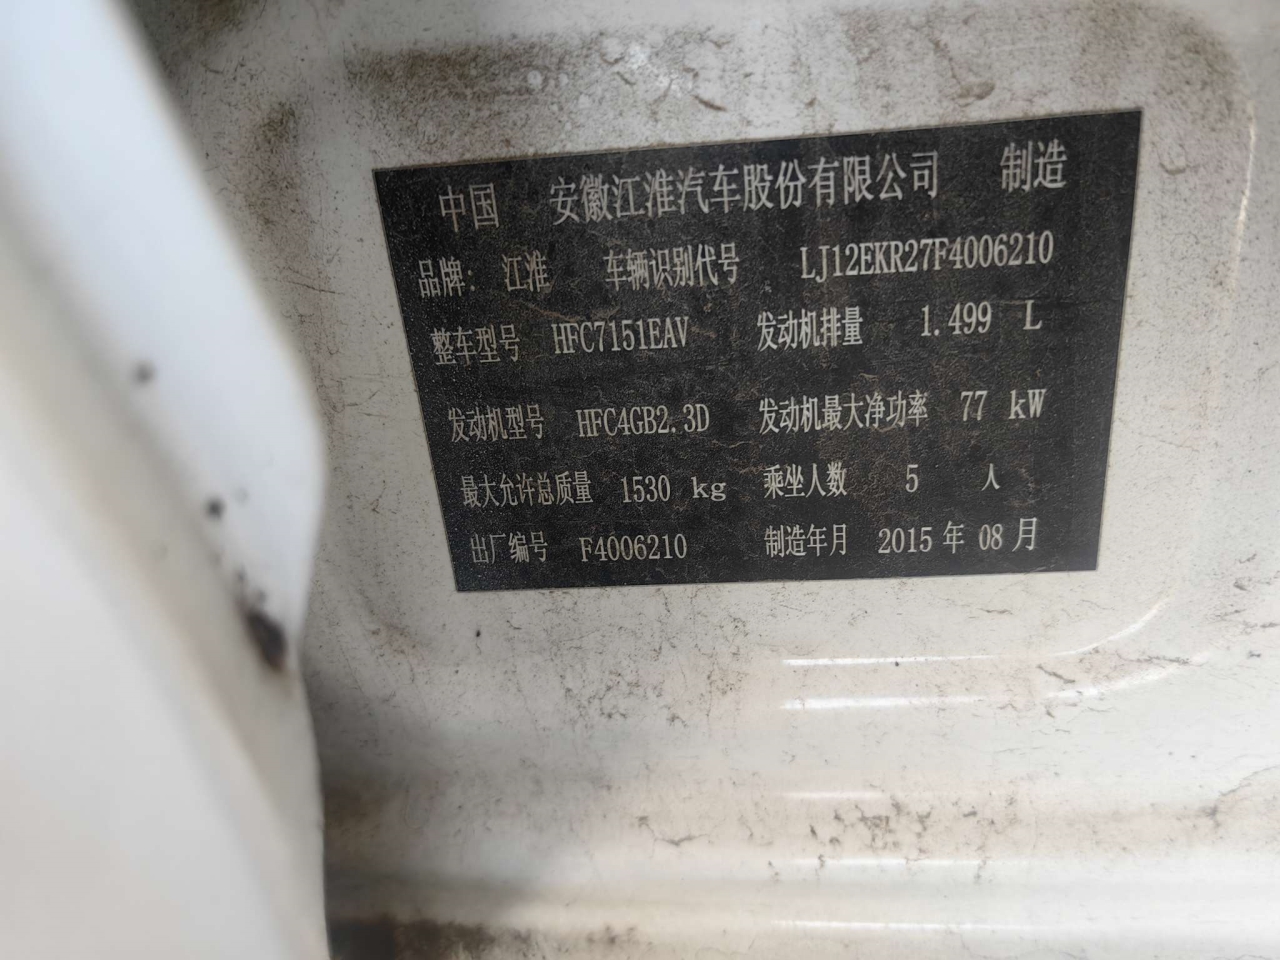 中国 安徽江淮汽车股份有限公司 制造
品牌: 江淮 车辆识别代号 LJ12EKR27F4006210
整车型号 HFC7151EAV 发动机排量 1.499 L
发动机型号 HFC4GB2.3D 发动机最大净功率 77 kW
最大允许总质量 1530 kg 乘坐人数 5 人
出厂编号 F4006210 制造年月 2015 年 08 月